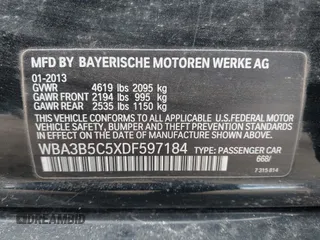 MFD BY BAYERISCHE MOTOREN WERKE AG
01-2013
GVWR 4619 lbs 2095 kg
GAWR FRONT 2194 lbs 995 kg
GAWR REAR 2535 lbs 1150 kg
THIS VEHICLE CONFORMS TO ALL APPLICABLE
U.S.FEDERAL MOTOR VEHICLE SAFETY, BUMPER, AND THEFT
PREVENTION STANDARDS IN EFFECT ON
THE DATE OF MANUFACTURE SHOWN ABOVE.
WBA3B5C5XDF597184 TYPE: PASSENGER CAR
668/